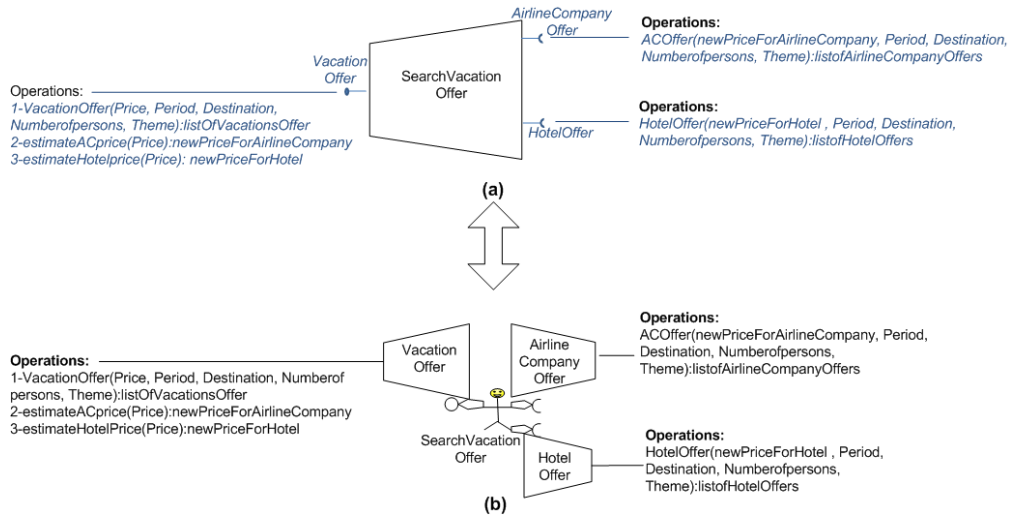 AirlineCompany
Offer
Operations:
ACOffer(newPriceForAirlineCompany, Period, Destination,
Numberofpersons, Theme):listofAirlineCompanyOffers
Vacation
Offer
SearchVacation
Offer
Operations:
1-VacationOffer(Price, Period, Destination,
Numberofpersons, Theme):listOfVacationsOffer
2-estimateACprice(Price):newPriceForAirlineCompany
3-estimateHotelprice(Price): newPriceForHotel
Operations:
HotelOffer(newPriceForHotel , Period, Destination,
Numberofpersons, Theme):listofHotelOffers
HotelOffer
(a)
Operations:
ACOffer(newPriceForAirlineCompany, Period,
Destination, Numberofpersons,
Theme):listofAirlineCompanyOffers
Vacation
Offer
Airline
Company
Offer
Operations:
1-VacationOffer(Price, Period, Destination, Numberof
persons, Theme):listOfVacationsOffer
2-estimateACprice(Price):newPriceForAirlineCompany
3-estimateHotelPrice(Price):newPriceForHotel
SearchVacation
Offer
Hotel
Offer
Operations:
HotelOffer(newPriceForHotel , Period,
Destination, Numberofpersons,
Theme):listofHotelOffers
(b)